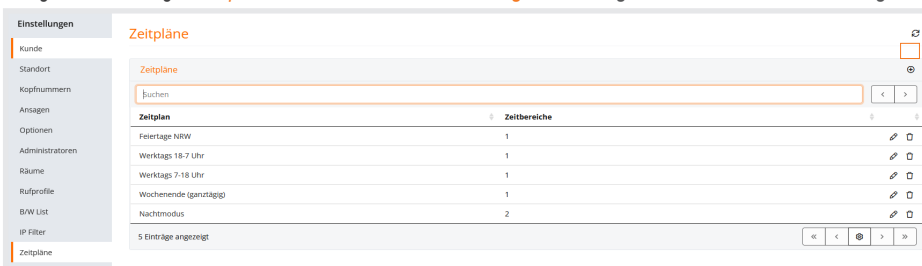 Einstellungen
Kunde
Standort
Kopfnummern
Ansagen
Optionen
Administratoren
Räume
Rufprofile
B/W List
IP Filter
Zeitpläne
Zeitpläne
Zeitpläne
Suchen
Zeitplan Zeitbereiche
Feiertage NRW 1
Werktags 18-7 Uhr 1
Werktags 7-18 Uhr 1
Wochenende (ganztägig) 1
Nachtmodus 2
5 Einträge angezeigt